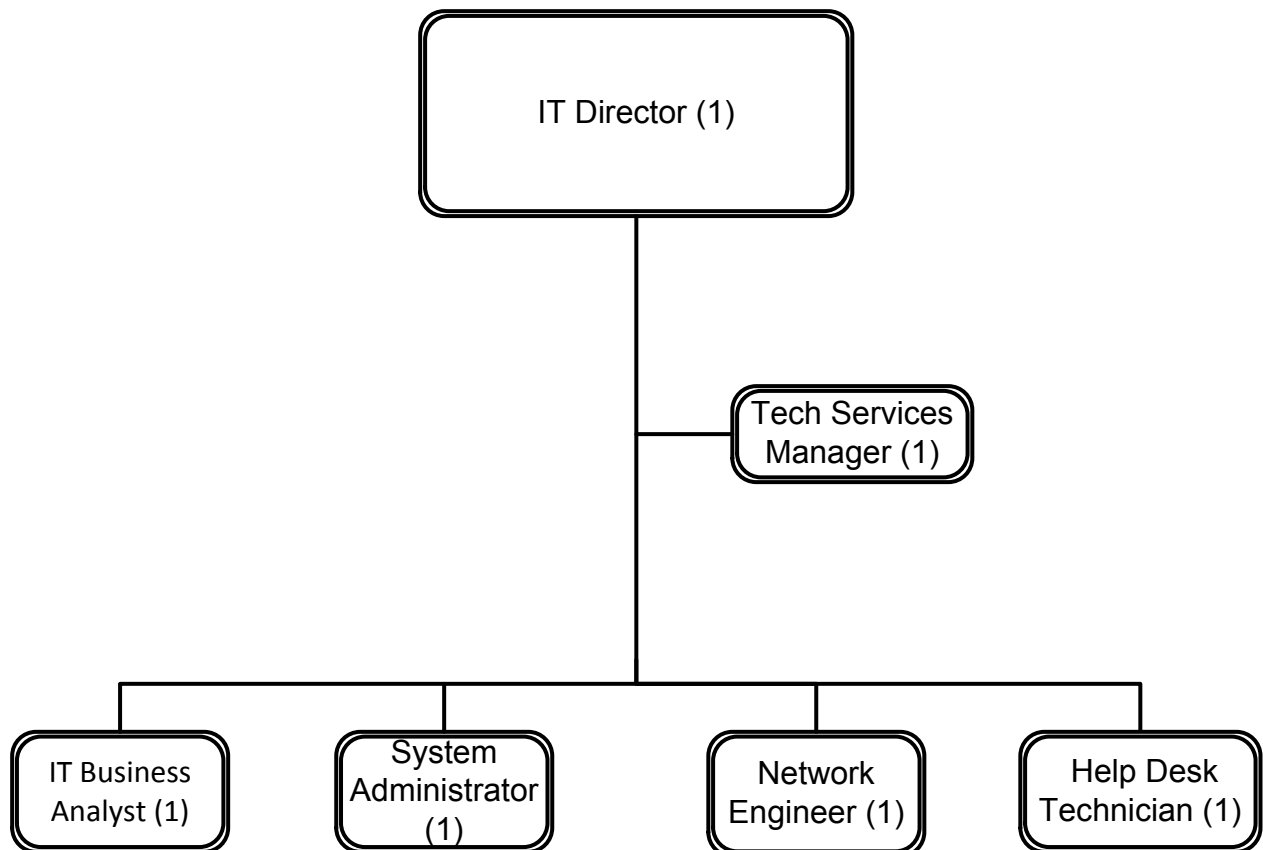 IT Director (1)
Tech Services
Manager (1)
IT Business
Analyst (1)
System
Administrator
(1)
Network
Engineer (1)
Help Desk
Technician (1)